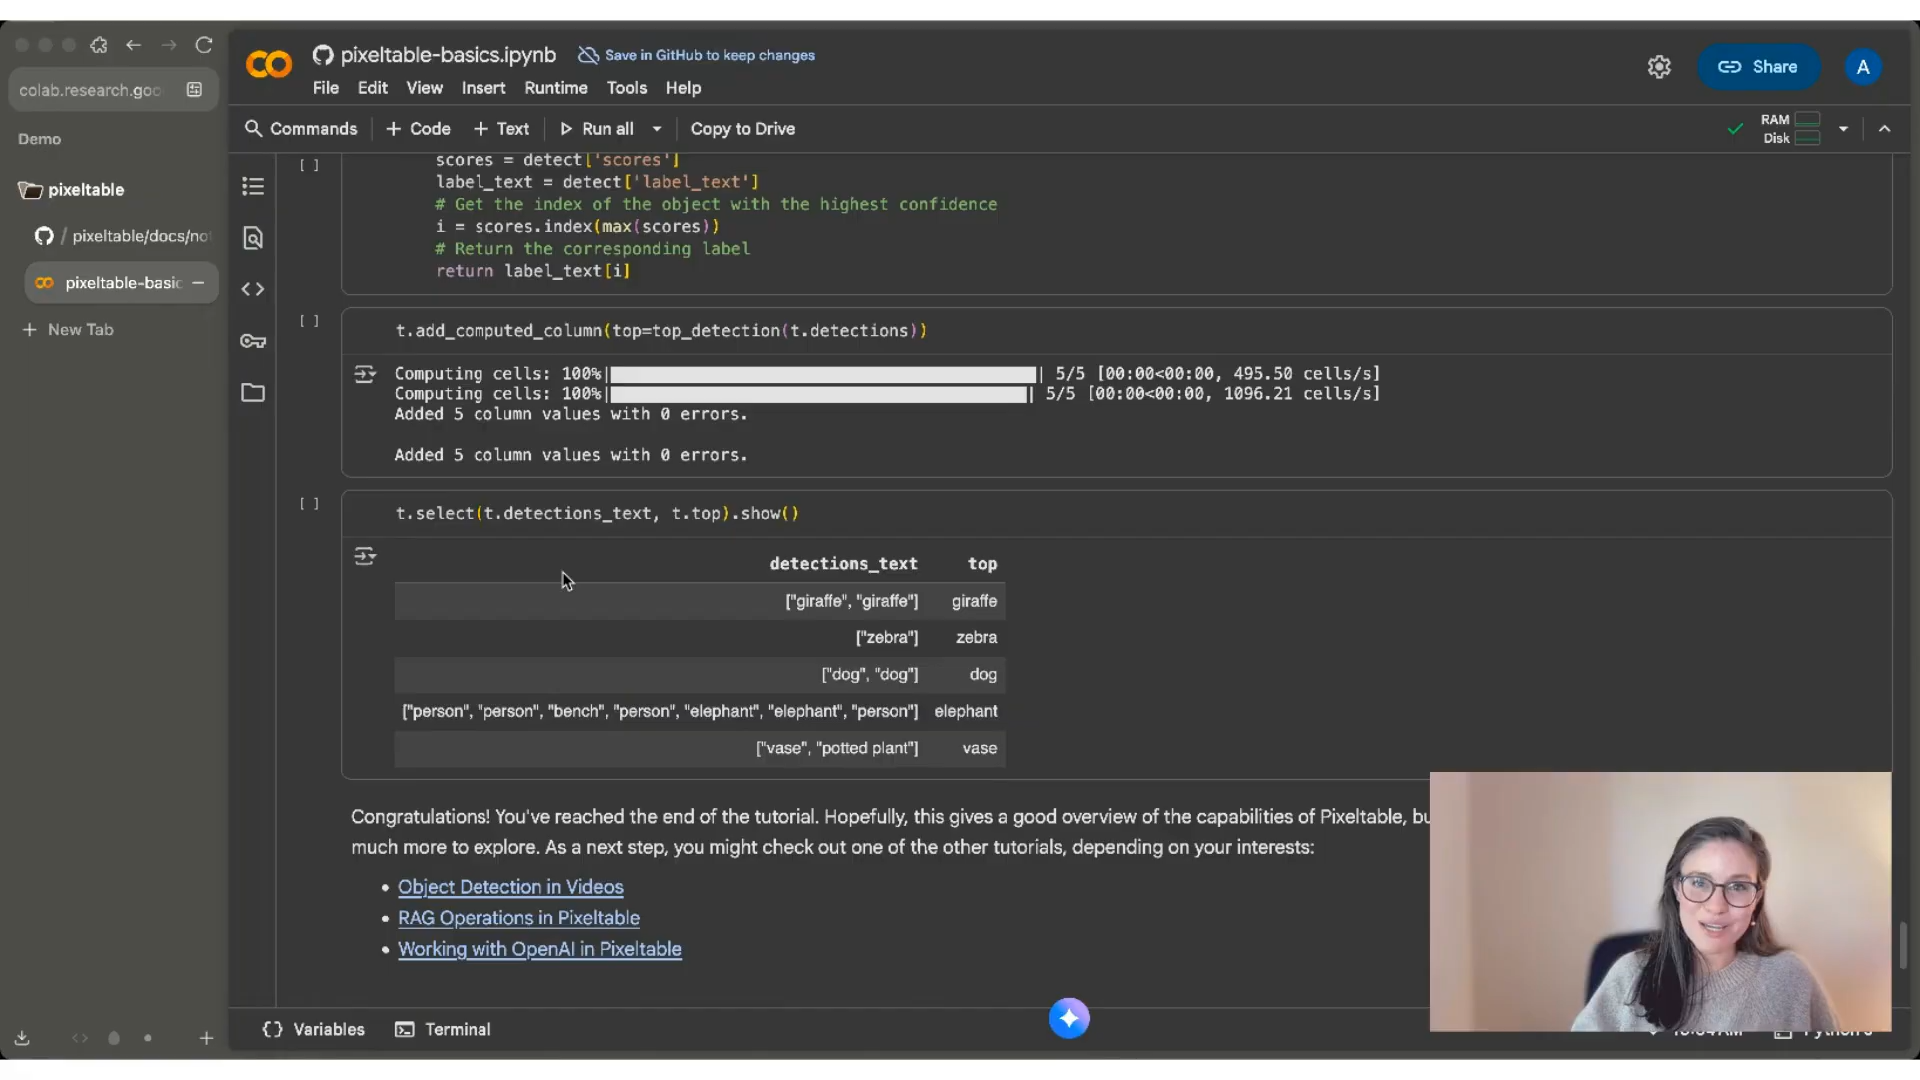 pixeltable-basics.ipynb
Save in GitHub to keep changes
Share
A
colab.research.goo
File Edit View Insert Runtime Tools Help
Demo
Commands
+ Code + Text
Run all
Copy to Drive
RAM
Disk
pixeltable
/ pixeltable/docs/not
pixeltable-basic
+ New Tab
[ ]
scores = detect['scores']
label_text = detect['label_text']
# Get the index of the object with the highest confidence
i = scores.index(max(scores))
# Return the corresponding label
return label_text[i]
[ ]
t.add_computed_column(top=top_detection(t.detections))
Computing cells: 100%| | 5/5 [00:00<00:00, 495.50 cells/s]
Computing cells: 100%| | 5/5 [00:00<00:00, 1096.21 cells/s]
Added 5 column values with 0 errors.
Added 5 column values with 0 errors.
[ ]
t.select(t.detections_text, t.top).show()
detections_text top
["giraffe", "giraffe"] giraffe
["zebra"] zebra
["dog", "dog"] dog
["person", "person", "bench", "person", "elephant", "elephant", "person"] elephant
["vase", "potted plant"] vase
Congratulations! You've reached the end of the tutorial. Hopefully, this gives a good overview of the capabilities of Pixeltable,
much more to explore. As a next step, you might check out one of the other tutorials, depending on your interests:
• Object Detection in Videos
• RAG Operations in Pixeltable
• Working with OpenAI in Pixeltable
{} Variables
Terminal